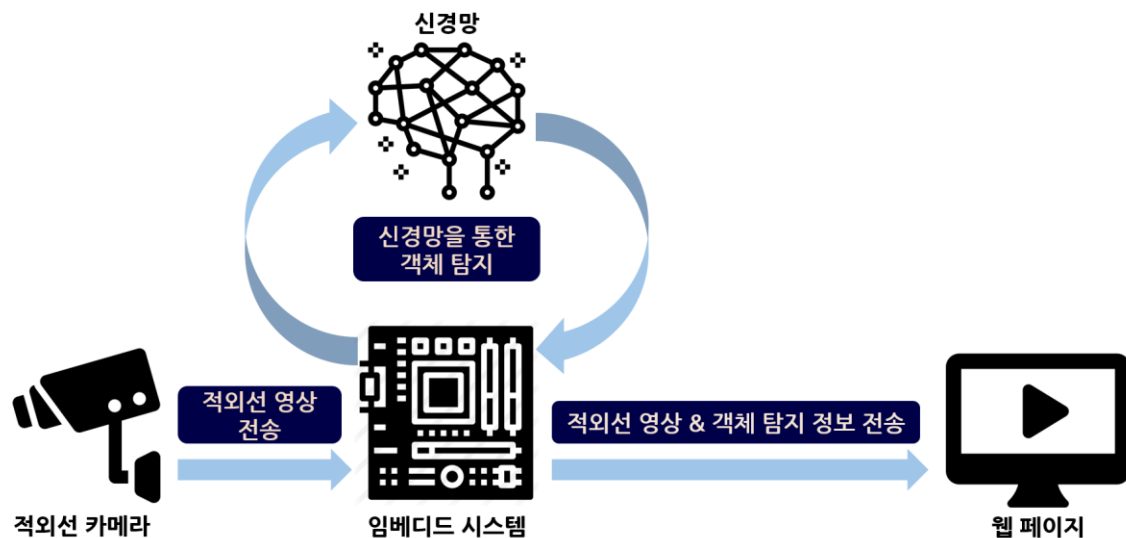 신경망
신경망을 통한
객체 탐지
적외선 영상
전송
적외선 영상 & 객체 탐지 정보 전송
적외선 카메라
임베디드 시스템
웹 페이지